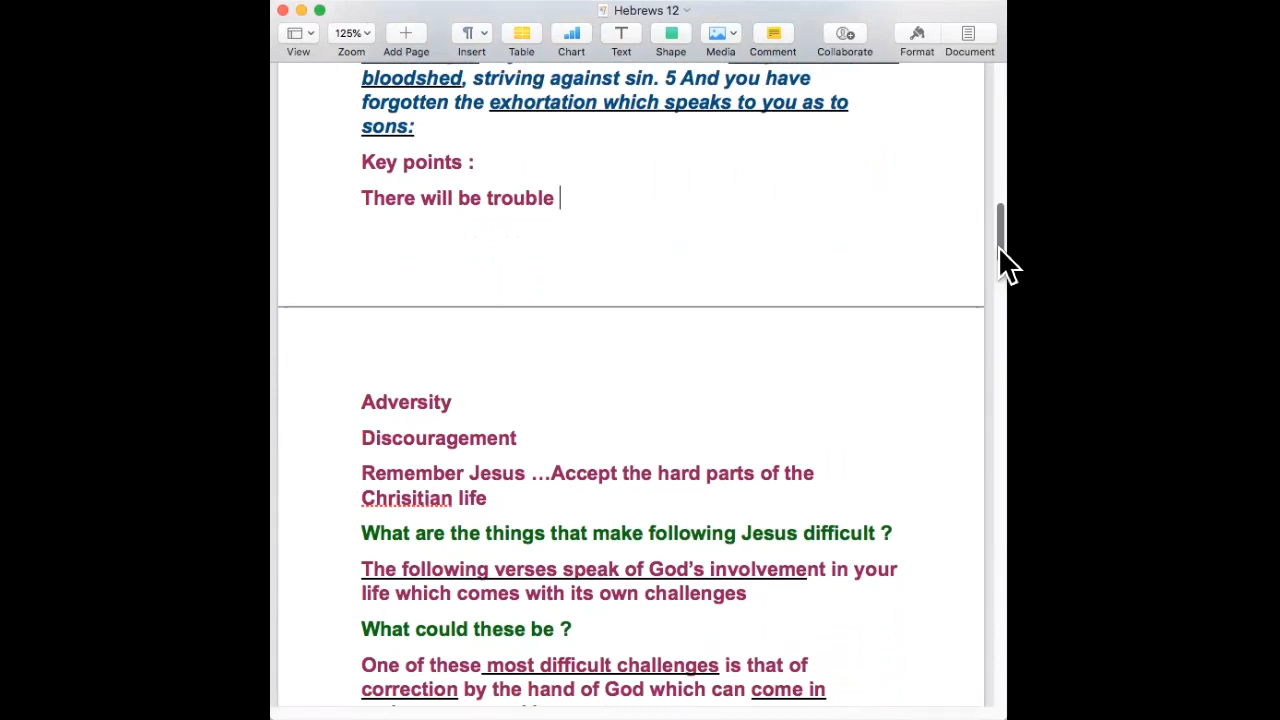 Hebrews 12
125%
View
Zoom
Add Page
Insert
Table
Chart
Text
Shape
Media
Comment
Collaborate
Format
Document
bloodshed, striving against sin. 5 And you have
forgotten the exhortation which speaks to you as to
sons:
Key points :
There will be trouble
Adversity
Discouragement
Remember Jesus …Accept the hard parts of the
Chrisitian life
What are the things that make following Jesus difficult ?
The following verses speak of God’s involvement in your
life which comes with its own challenges
What could these be ?
One of these most difficult challenges is that of
correction by the hand of God which can come in